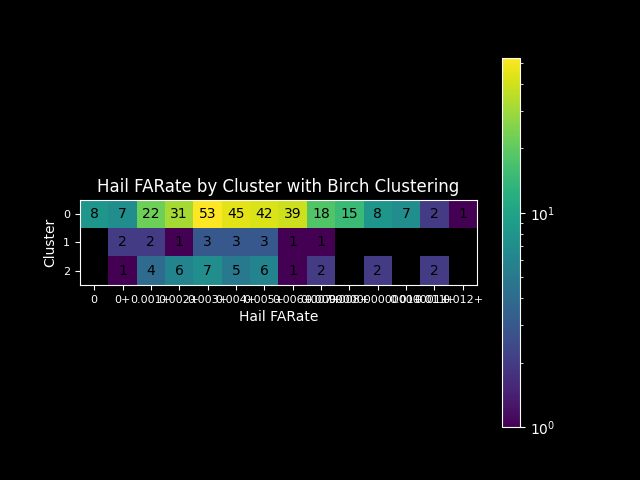 Hail FARate by Cluster with Birch Clustering
Cluster
0 8 7 22 31 53 45 42 39 18 15 8 7 2 1
1 2 2 1 3 3 3 1 1
2 1 4 6 7 5 6 1 2 2 2
0 0+ 0.001+
Hail FARate
10¹
10⁰